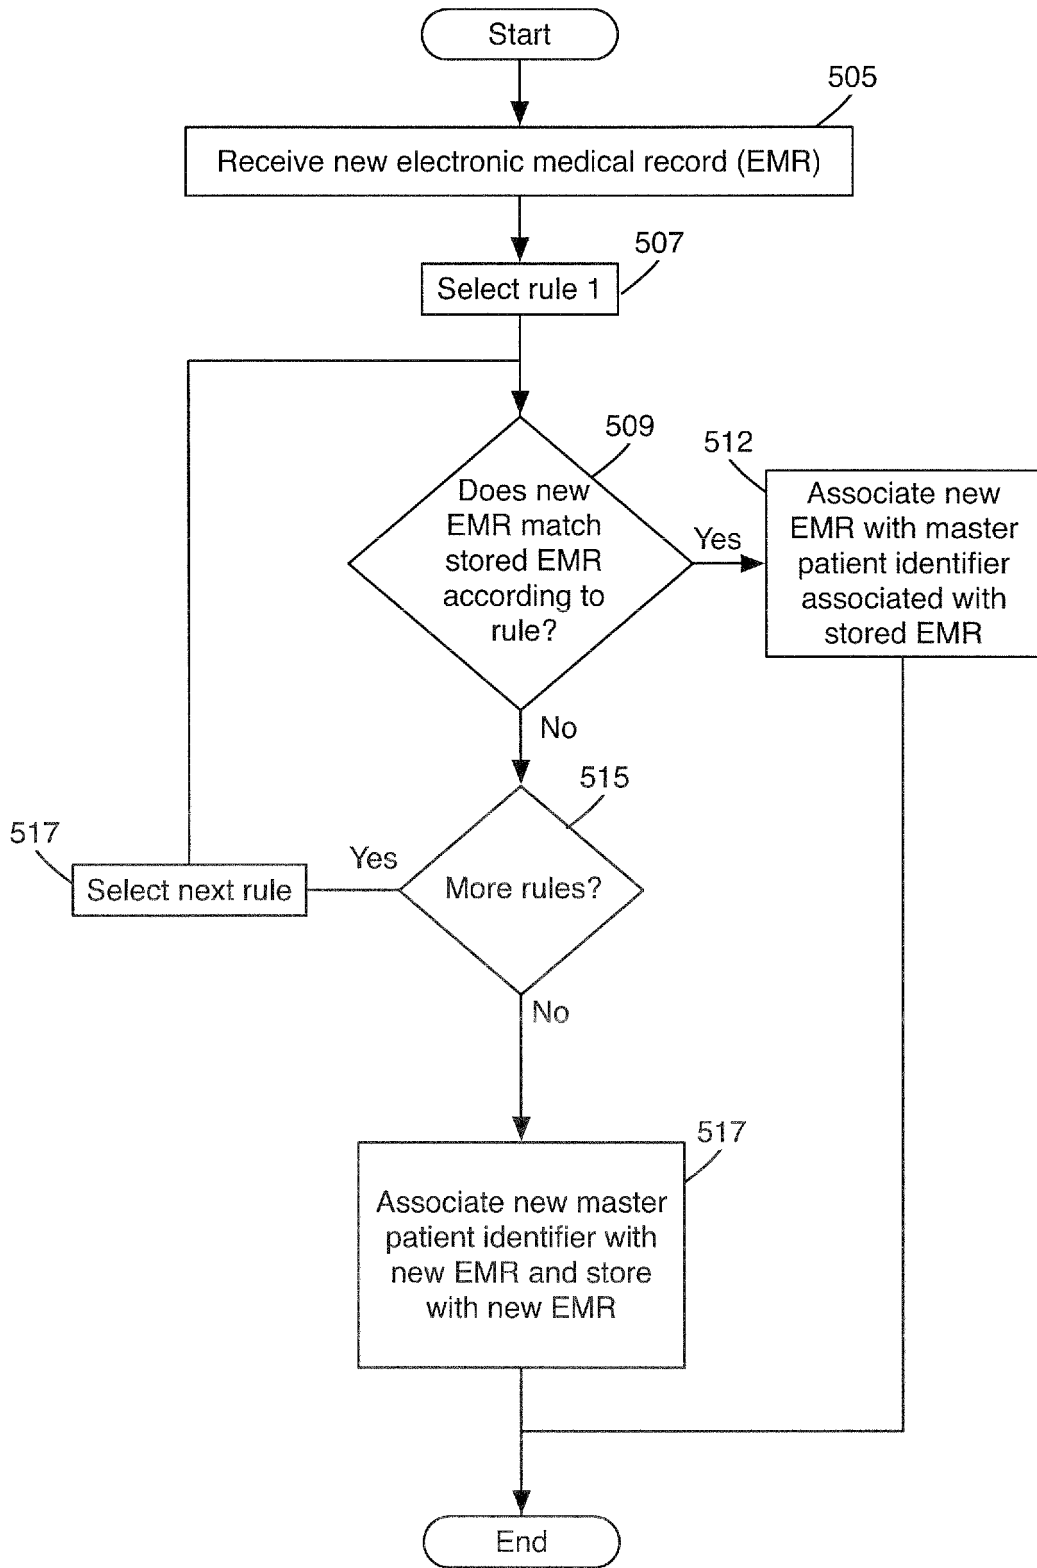 Start
505
Receive new electronic medical record (EMR)
507
Select rule 1
509
Does new
EMR match
stored EMR
according to
rule?
Yes
512
Associate new
EMR with master
patient identifier
associated with
stored EMR
No
515
More rules?
Yes
517
Select next rule
No
517
Associate new master
patient identifier with
new EMR and store
with new EMR
End